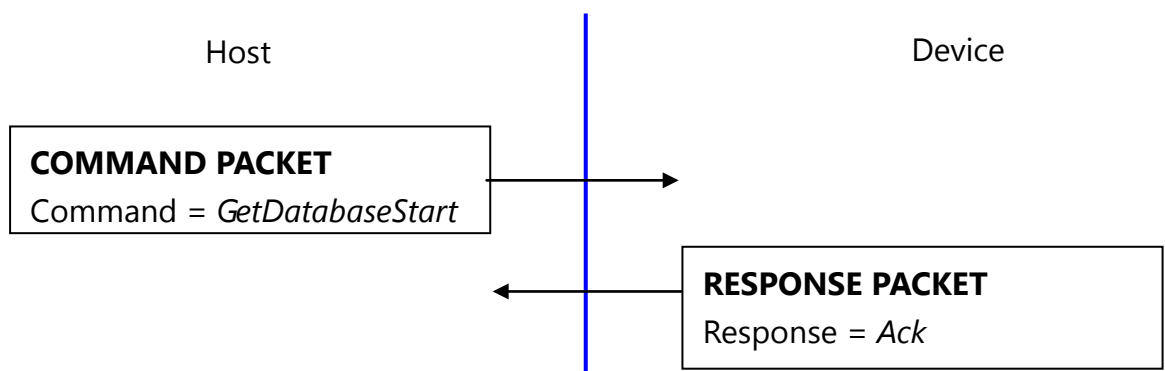 Host
Device
COMMAND PACKET
Command = GetDatabaseStart
RESPONSE PACKET
Response = Ack